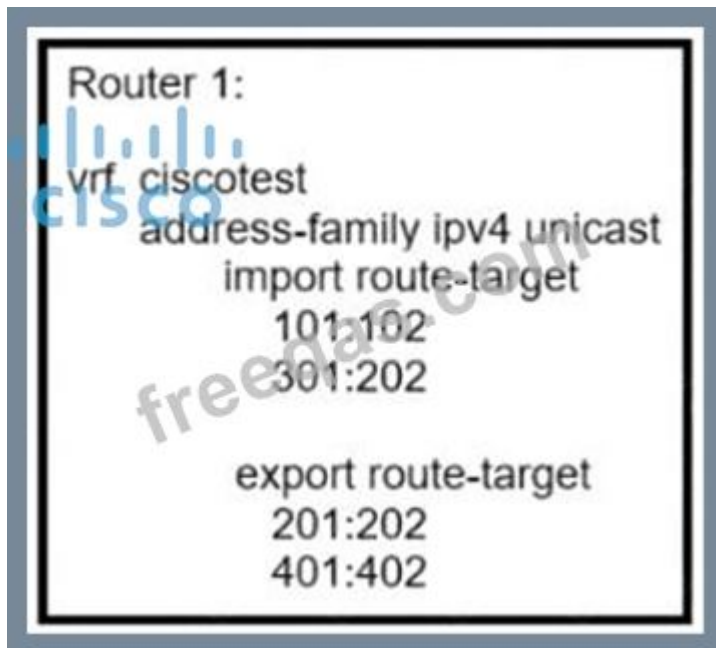 Router 1:
vrf ciscotest
CISCO
address-family ipv4 unicast
import route-target
101:102
301:202
freeqas.com
export route-target
201:202
401:402